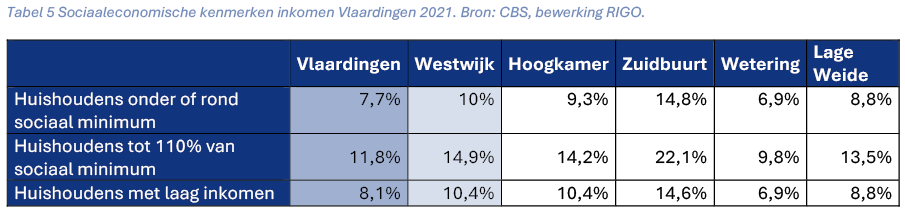 Tabel 5 Sociaaleconomische kenmerken inkomen Vlaardingen 2021. Bron: CBS, bewerking RIGO.
Vlaardingen Westwijk Hoogkamer Zuidbuurt Wetering Lage Weide
Huishoudens onder of rond sociaal minimum 7,7% 10% 9,3% 14,8% 6,9% 8,8%
Huishoudens tot 110% van sociaal minimum 11,8% 14,9% 14,2% 22,1% 9,8% 13,5%
Huishoudens met laag inkomen 8,1% 10,4% 10,4% 14,6% 6,9% 8,8%